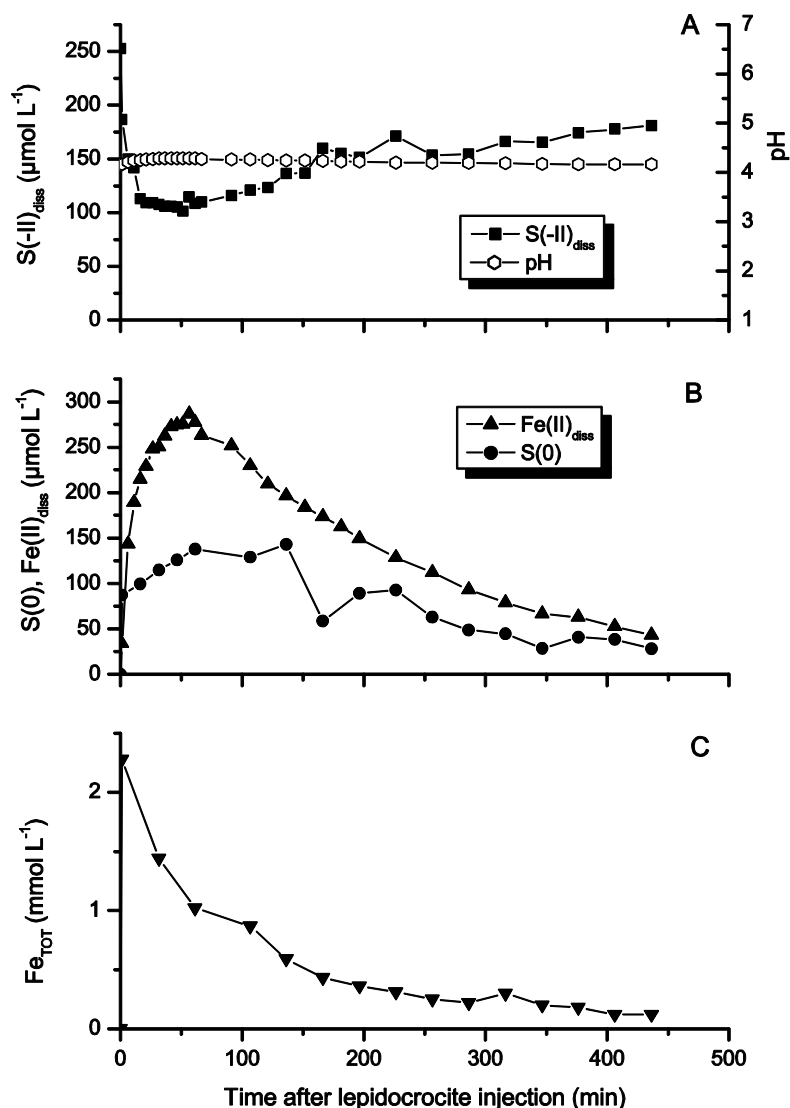 A
250
200
150
100
50
0
S(-II)diss (µmol L-1)
7
6
5
4
3
2
1
pH
S(-II)diss
pH
B
300
250
200
150
100
50
0
S(0), Fe(II)diss (µmol L-1)
Fe(II)diss
S(0)
C
2
1
0
FeTOT (mmol L-1)
0 100 200 300 400 500
Time after lepidocrocite injection (min)